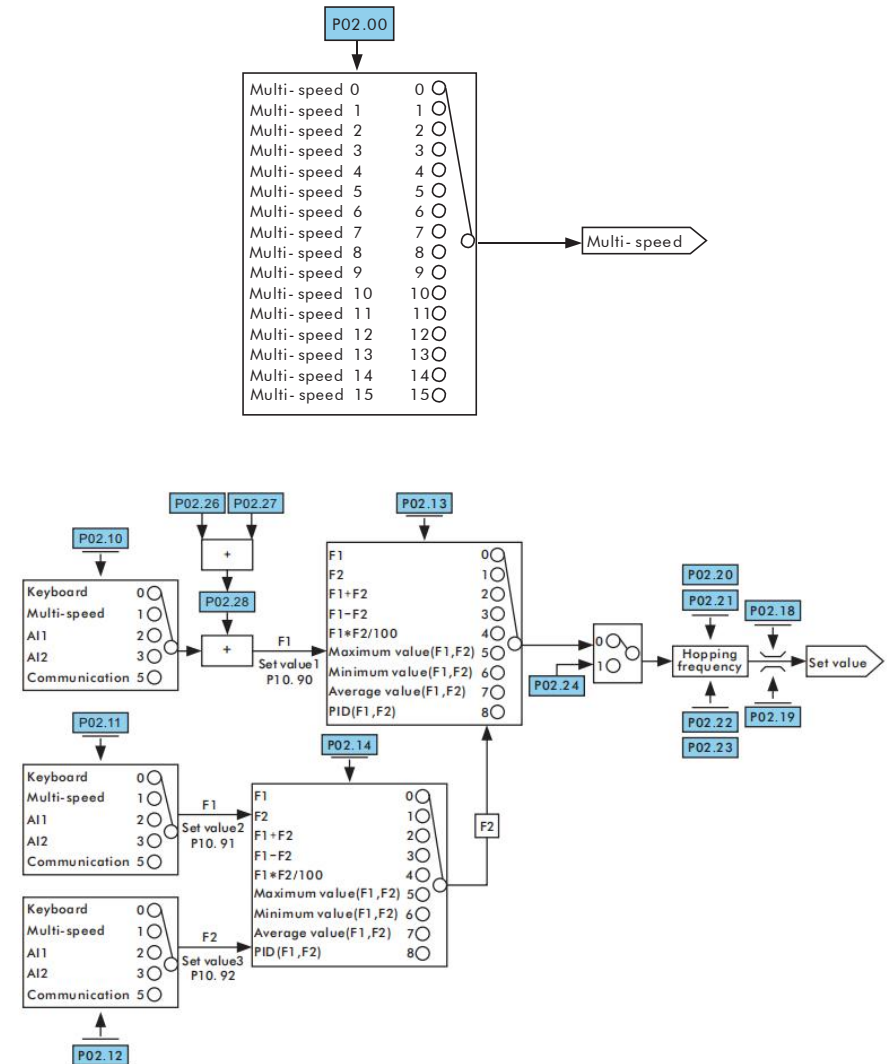 P02.00
Multi-speed 0 0
Multi-speed 1 1
Multi-speed 2 2
Multi-speed 3 3
Multi-speed 4 4
Multi-speed 5 5
Multi-speed 6 6
Multi-speed 7 7
Multi-speed 8 8
Multi-speed 9 9
Multi-speed 10 10
Multi-speed 11 11
Multi-speed 12 12
Multi-speed 13 13
Multi-speed 14 14
Multi-speed 15 15
Multi-speed
P02.10
Keyboard 0
Multi-speed 1
AI1 2
AI2 3
Communication 5
P02.26 P02.27
+
P02.28
+
F1
Set value1
P10.90
P02.13
F1 0
F2 1
F1+F2 2
F1-F2 3
F1*F2/100 4
Maximum value(F1,F2) 5
Minimum value(F1,F2) 6
Average value(F1,F2) 7
PID(F1,F2) 8
0
1
P02.24
P02.20
P02.21
Hopping
frequency
P02.22
P02.23
P02.18
P02.19
Set value
P02.11
Keyboard 0
Multi-speed 1
AI1 2
AI2 3
Communication 5
F1
Set value2
P10.91
P02.14
F1 0
F2 1
F1+F2 2
F1-F2 3
F1*F2/100 4
Maximum value(F1,F2) 5
Minimum value(F1,F2) 6
Average value(F1,F2) 7
PID(F1,F2) 8
F2
Keyboard 0
Multi-speed 1
AI1 2
AI2 3
Communication 5
F2
Set value3
P10.92
P02.12